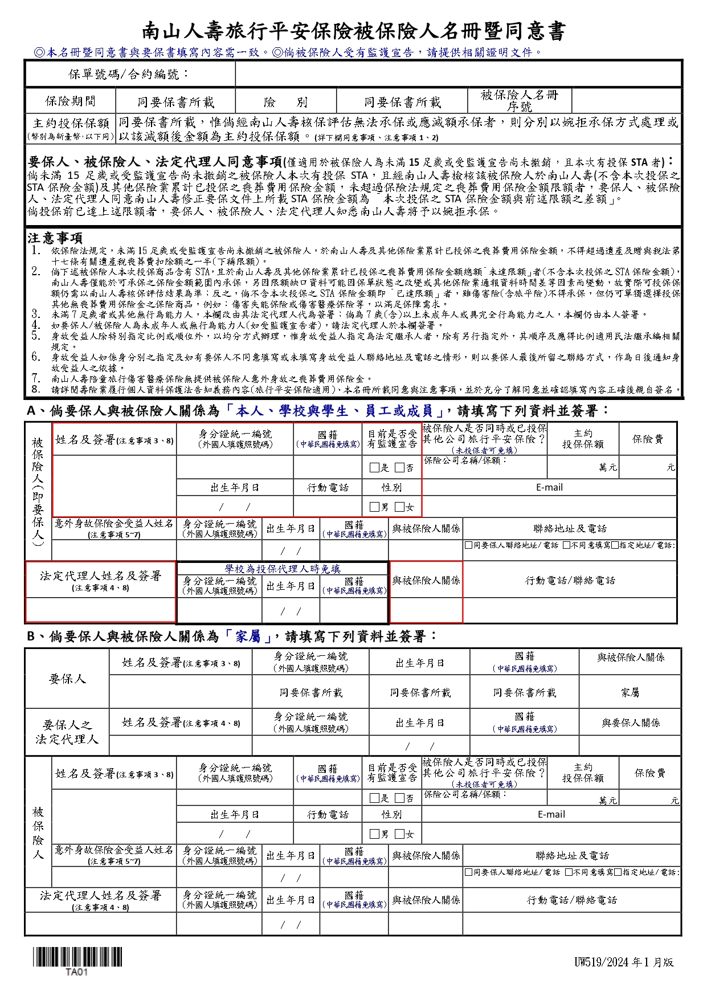 南山人壽旅行平安保險被保險人名冊暨同意書
◎本名冊暨同意書與要保書填寫內容需一致。◎倘被保險人受有監護宣告，請提供相關證明文件。
保單號碼/合約編號：
保險期間 同要保書所載 險 別 同要保書所載 被保險人名冊
序號
主約投保保額
(幣別為新臺幣，以下同)
同要保書所載，惟倘經南山人壽核保評估無法承保或應減額承保者，則分別以婉拒承保方式處理或
以該減額後金額為主約投保保額。(詳下欄同意事項、注意事項 1、2)
要保人、被保險人、法定代理人同意事項(僅適用於被保險人為未滿 15 足歲或受監護宣告尚未撤銷，且本次有投保 STA 者)：
倘未滿 15 足歲或受監護宣告尚未撤銷之被保險人本次有投保 STA，且經南山人壽檢核該被保險人於南山人壽(不含本次投保之
STA 保險金額)及其他保險業累計已投保之喪葬費用保險金額，未超過保險法規定之喪葬費用保險金額限額者，要保人、被保險
人、法定代理人同意南山人壽修正要保文件上所載 STA 保險金額為「本次投保之 STA 保險金額與前述限額之差額」。
倘投保前已達上述限額者，要保人、被保險人、法定代理人知悉南山人壽將予以婉拒承保。
注意事項
1. 依保險法規定，未滿 15 足歲或受監護宣告尚未撤銷之被保險人，於南山人壽及其他保險業累計已投保之喪葬費用保險金額，不得超過遺產及贈與稅法第
十七條有關遺產稅喪葬費扣除額之一半(下稱限額)。
2. 倘下述被保險人本次投保商品含有 STA，且於南山人壽及其他保險業累計已投保之喪葬費用保險金額總額「未達限額」者(不含本次投保之 STA 保險金額)，
南山人壽僅能於可承保之保險金額範圍內承保，另因限額缺口資料可能因保單狀態之改變或其他保險業通報資料時間差等因素而變動，故實際可投保保
額仍需以南山人壽核保評估結果為準；反之，倘不含本次投保之 STA 保險金額即「已達限額」者，雖傷害險(含旅平險)不得承保，但仍可單獨選擇投保
其他無喪葬費用保險金之保險商品，例如：傷害失能保險或傷害醫療保險等，以滿足保障需求。
3. 未滿 7 足歲者或其他無行為能力人，本欄改由其法定代理人代為簽署；倘為 7 歲(含)以上未成年人或具完全行為能力之人，本欄仍由本人簽署。
4. 如要保人/被保險人為未成年人或無行為能力人(如受監護宣告者)，請法定代理人於本欄簽署。
5. 身故受益人除特別指定比例或順位外，以均分方式辦理，惟身故受益人指定為法定繼承人者，除有另行指定外，其順序及應得比例適用民法繼承編相關
規定。
6. 身故受益人如係身分別之指定及如有要保人不同意填寫或未填寫身故受益人聯絡地址及電話之情形，則以要保人最後所留之聯絡方式，作為日後通知身
故受益人之依據。
7. 南山人壽陪童旅行傷害醫療保險無提供被保險人意外身故之喪葬費用保險金。
8. 請詳閱壽險業履行個人資料保護法告知義務內容(旅行平安保險適用)、本名冊所載同意與注意事項，並於充分了解同意並確認填寫內容正確後親自簽名。
A、倘要保人與被保險人關係為「本人、學校與學生、員工或成員」，請填寫下列資料並簽署：
被保險人(即要保人)
姓名及簽署(注意事項 3、8) 身分證統一編號
(外國人填護照號碼) 國籍
(中華民國籍免填寫) 目前是否受
有監護宣告 被保險人是否同時或已投保
其他公司旅行平安保險？
(未投保者可免填) 主約
投保保額 保險費
□是 □否 保險公司名稱/保額： 萬元 元
出生年月日 行動電話 性別 E-mail
/ / □男 □女
意外身故保險金受益人姓名
(注意事項 5~7) 身分證統一編號
(外國人填護照號碼) 出生年月日 國籍
(中華民國籍免填寫) 與被保險人關係 聯絡地址及電話
/ / □同要保人聯絡地址/電話 □不同意填寫□指定地址/電話:
法定代理人姓名及簽署
(注意事項 4、8) 學校為投保代理人時免填
身分證統一編號
(外國人填護照號碼) 出生年月日 國籍
(中華民國籍免填寫) 與被保險人關係 行動電話/聯絡電話
/ /
B、倘要保人與被保險人關係為「家屬」，請填寫下列資料並簽署：
要保人 姓名及簽署(注意事項 3、8) 身分證統一編號
(外國人填護照號碼) 出生年月日 國籍
(中華民國籍免填寫) 與被保險人關係
同要保書所載 同要保書所載 同要保書所載 家屬
要保人之
法定代理人 姓名及簽署(注意事項 4、8) 身分證統一編號
(外國人填護照號碼) 出生年月日 國籍
(中華民國籍免填寫) 與要保人關係
/ /
被保險人
姓名及簽署(注意事項 3、8) 身分證統一編號
(外國人填護照號碼) 國籍
(中華民國籍免填寫) 目前是否受
有監護宣告 被保險人是否同時或已投保
其他公司旅行平安保險？
(未投保者可免填) 主約
投保保額 保險費
□是 □否 保險公司名稱/保額： 萬元 元
出生年月日 行動電話 性別 E-mail
/ / □男 □女
意外身故保險金受益人姓名
(注意事項 5~7) 身分證統一編號
(外國人填護照號碼) 出生年月日 國籍
(中華民國籍免填寫) 與被保險人關係 聯絡地址及電話
/ / □同要保人聯絡地址/電話 □不同意填寫□指定地址/電話:
法定代理人姓名及簽署
(注意事項 4、8) 身分證統一編號
(外國人填護照號碼) 出生年月日 國籍
(中華民國籍免填寫) 與被保險人關係 行動電話/聯絡電話
/ /
TA01
UW519/2024 年 1 月版